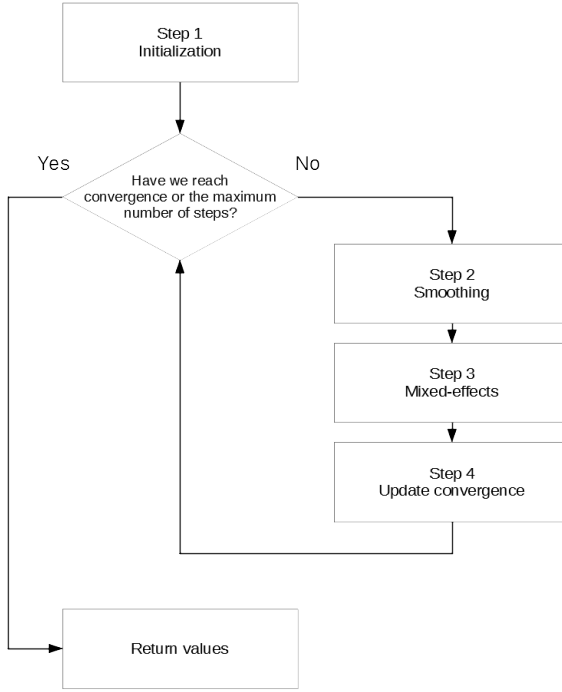 Step 1
Initialization
Yes
No
Have we reach
convergence or the maximum
number of steps?
Step 2
Smoothing
Step 3
Mixed-effects
Step 4
Update convergence
Return values